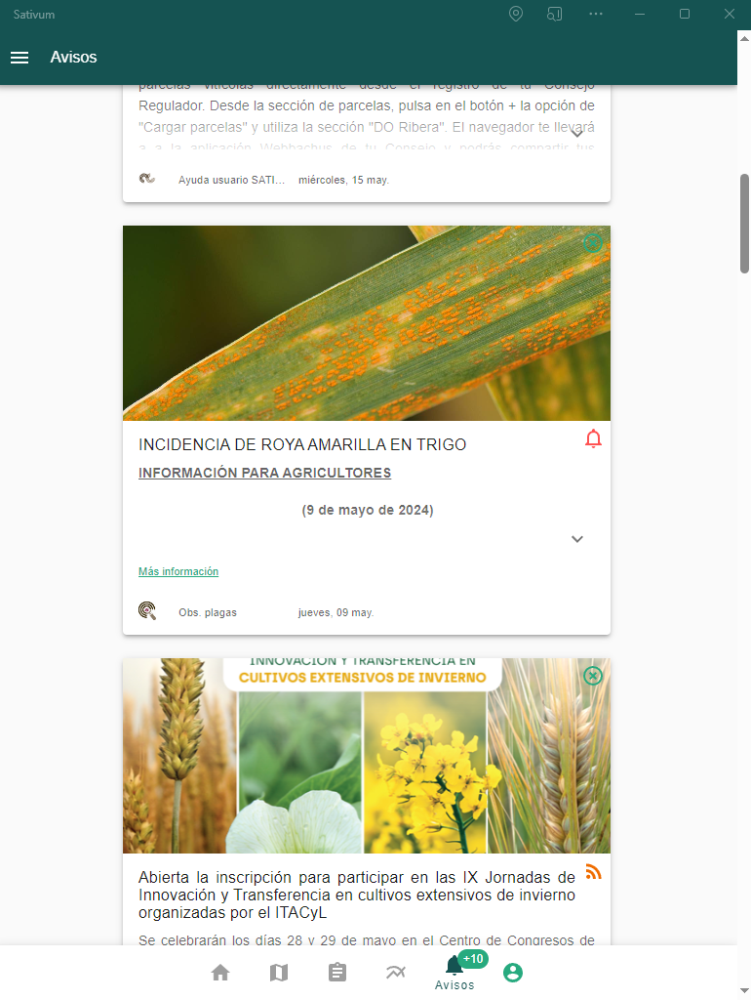 Sativum
Avisos
parcelas vitícolas directamente desde el registro de tu Consejo
Regulador. Desde la sección de parcelas, pulsa en el botón + la opción de
"Cargar parcelas" y utiliza la sección "DO Ribera". El navegador te llevará
a a la aplicación Webbachus de tu Consejo y podrás compartir tus
Ayuda usuario SATI... miércoles, 15 may.
INCIDENCIA DE ROYA AMARILLA EN TRIGO
INFORMACIÓN PARA AGRICULTORES
(9 de mayo de 2024)
Más información
Obs. plagas jueves, 09 may.
INNOVACIÓN Y TRANSFERENCIA EN
CULTIVOS EXTENSIVOS DE INVIERNO
Abierta la inscripción para participar en las IX Jornadas de
Innovación y Transferencia en cultivos extensivos de invierno
organizadas por el ITACyL
Se celebrarán los días 28 y 29 de mayo en el Centro de Congresos de
+10
Avisos